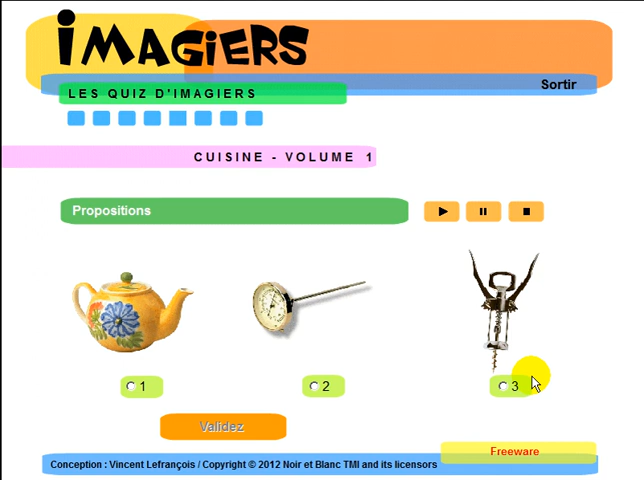 iMAGiERS
Sortir
LES QUIZ D'IMAGIERS
CUISINE - VOLUME 1
Propositions
1
2
3
Validez
Freeware
Conception : Vincent Lefrançois / Copyright © 2012 Noir et Blanc TMI and its licensors